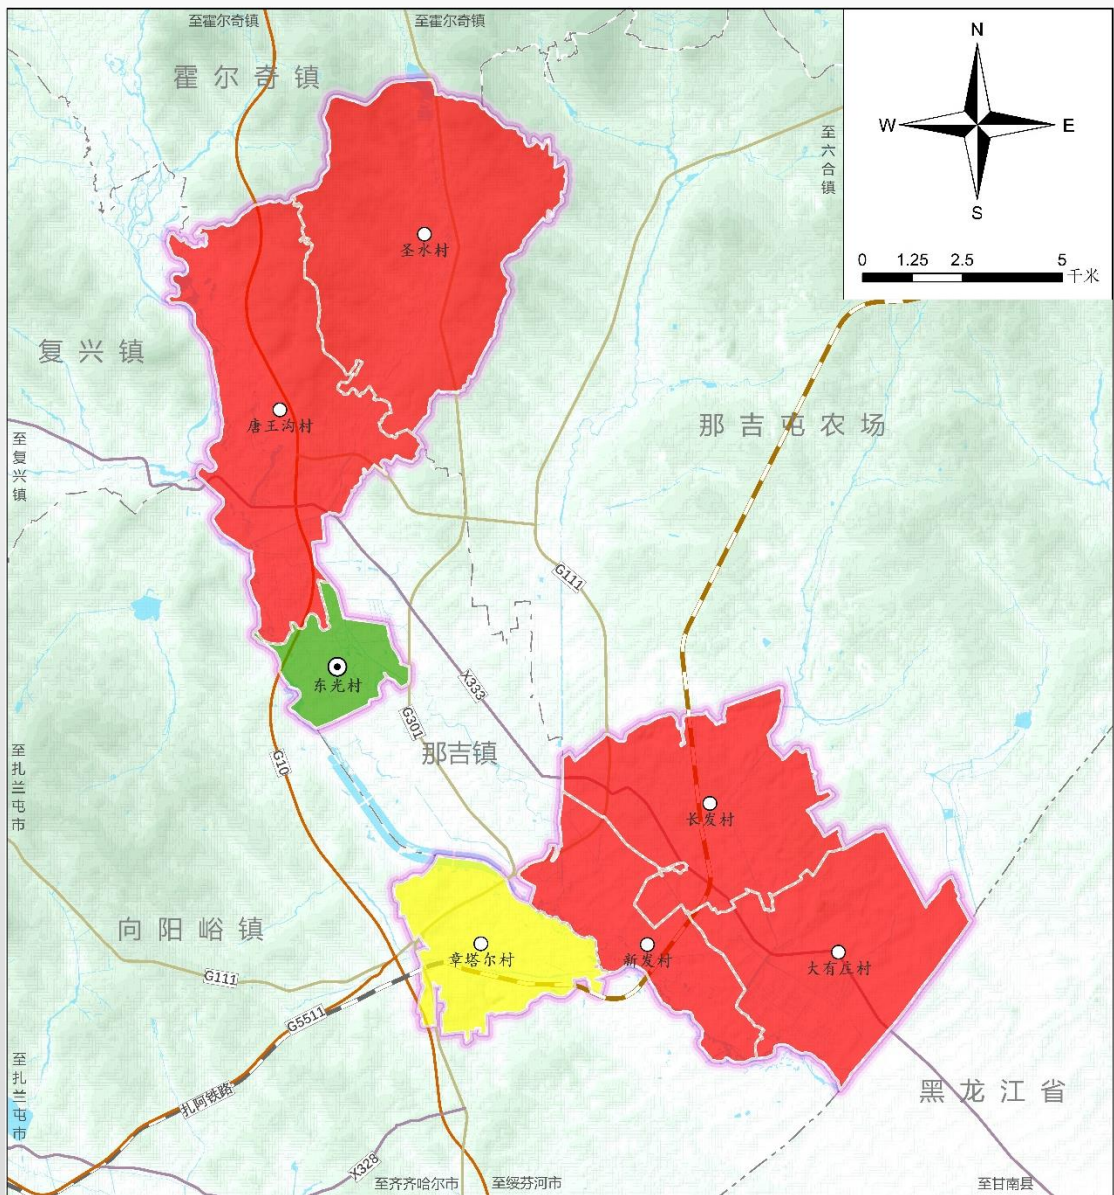 至霍尔奇镇
至霍尔奇镇
霍尔奇镇
N
W
E
S
0 1.25 2.5 5 千米
至六合镇
圣水村
复兴镇
唐王沟村
那吉屯农场
至复兴镇
G111
东光村
X333
G301
那吉镇
G10
至扎兰屯市
长发村
向阳峪镇
章塔尔村
新发村
大有庄村
G111
G5511
扎阿铁路
至扎兰屯市
黑龙江省
X328
至齐齐哈尔市
至绥芬河市
至甘南县